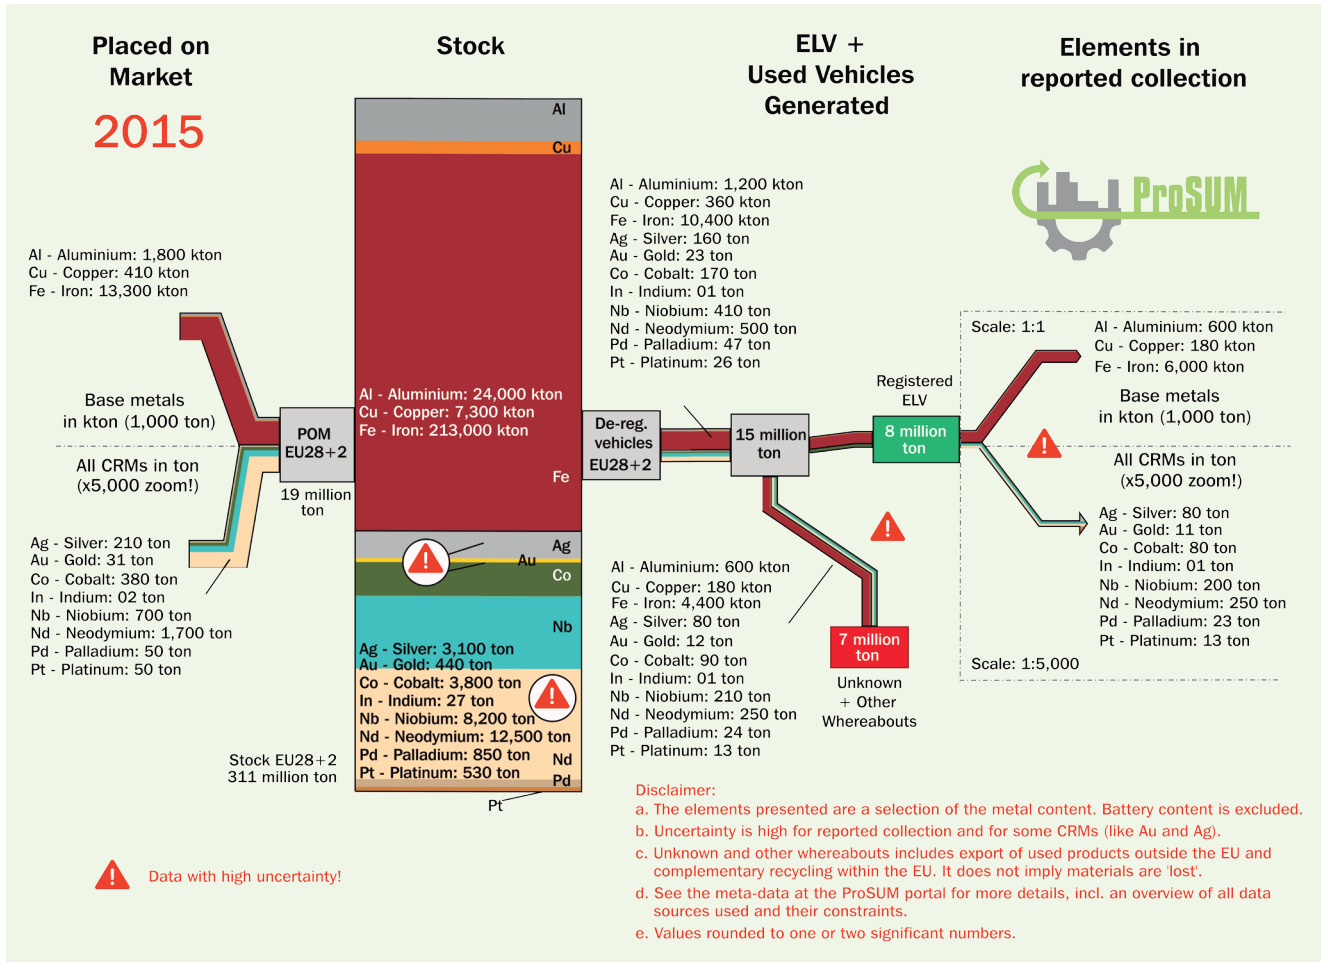 Placed on
Market
2015
Stock
ELV +
Used Vehicles
Generated
Elements in
reported collection
ProSUM
Al - Aluminium: 1,800 kton
Cu - Copper: 410 kton
Fe - Iron: 13,300 kton
Base metals
in kton (1,000 ton)
All CRMs in ton
(x5,000 zoom!)
Ag - Silver: 210 ton
Au - Gold: 31 ton
Co - Cobalt: 380 ton
In - Indium: 02 ton
Nb - Niobium: 700 ton
Nd - Neodymium: 1,700 ton
Pd - Palladium: 50 ton
Pt - Platinum: 50 ton
POM
EU28+2
19 million
ton
Al
Cu
Al - Aluminium: 24,000 kton
Cu - Copper: 7,300 kton
Fe - Iron: 213,000 kton
Fe
Ag
Au
Co
Nb
Ag - Silver: 3,100 ton
Au - Gold: 440 ton
Co - Cobalt: 3,800 ton
In - Indium: 27 ton
Nb - Niobium: 8,200 ton
Nd - Neodymium: 12,500 ton
Pd - Palladium: 850 ton
Pt - Platinum: 530 ton
Nd
Pd
Pt
Stock EU28+2
311 million ton
De-reg.
vehicles
EU28+2
Al - Aluminium: 1,200 kton
Cu - Copper: 360 kton
Fe - Iron: 10,400 kton
Ag - Silver: 160 ton
Au - Gold: 23 ton
Co - Cobalt: 170 ton
In - Indium: 01 ton
Nb - Niobium: 410 ton
Nd - Neodymium: 500 ton
Pd - Palladium: 47 ton
Pt - Platinum: 26 ton
15 million
ton
Registered
ELV
8 million
ton
Al - Aluminium: 600 kton
Cu - Copper: 180 kton
Fe - Iron: 4,400 kton
Ag - Silver: 80 ton
Au - Gold: 12 ton
Co - Cobalt: 90 ton
In - Indium: 01 ton
Nb - Niobium: 210 ton
Nd - Neodymium: 250 ton
Pd - Palladium: 24 ton
Pt - Platinum: 13 ton
7 million
ton
Unknown
+ Other
Whereabouts
Scale: 1:1
Al - Aluminium: 600 kton
Cu - Copper: 180 kton
Fe - Iron: 6,000 kton
Base metals
in kton (1,000 ton)
All CRMs in ton
(x5,000 zoom!)
Ag - Silver: 80 ton
Au - Gold: 11 ton
Co - Cobalt: 80 ton
In - Indium: 01 ton
Nb - Niobium: 200 ton
Nd - Neodymium: 250 ton
Pd - Palladium: 23 ton
Pt - Platinum: 13 ton
Scale: 1:5,000
Data with high uncertainty!
Disclaimer:
a. The elements presented are a selection of the metal content. Battery content is excluded.
b. Uncertainty is high for reported collection and for some CRMs (like Au and Ag).
c. Unknown and other whereabouts includes export of used products outside the EU and
complementary recycling within the EU. It does not imply materials are 'lost'.
d. See the meta-data at the ProSUM portal for more details, incl. an overview of all data
sources used and their constraints.
e. Values rounded to one or two significant numbers.